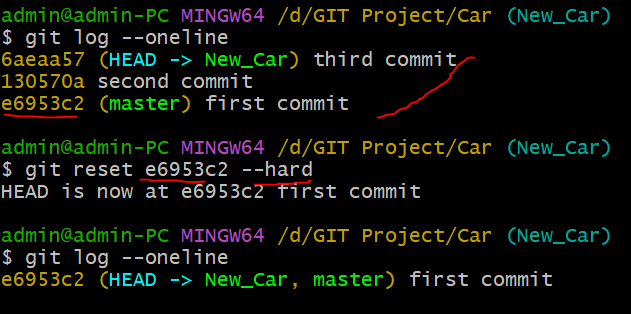 admin@admin-PC MINGW64 /d/GIT Project/Car (New_Car)
$ git log --oneline
6aeaa57 (HEAD -> New_Car) third commit
130570a second commit
e6953c2 (master) first commit
admin@admin-PC MINGW64 /d/GIT Project/Car (New_Car)
$ git reset e6953c2 --hard
HEAD is now at e6953c2 first commit
admin@admin-PC MINGW64 /d/GIT Project/Car (New_Car)
$ git log --oneline
e6953c2 (HEAD -> New_Car, master) first commit